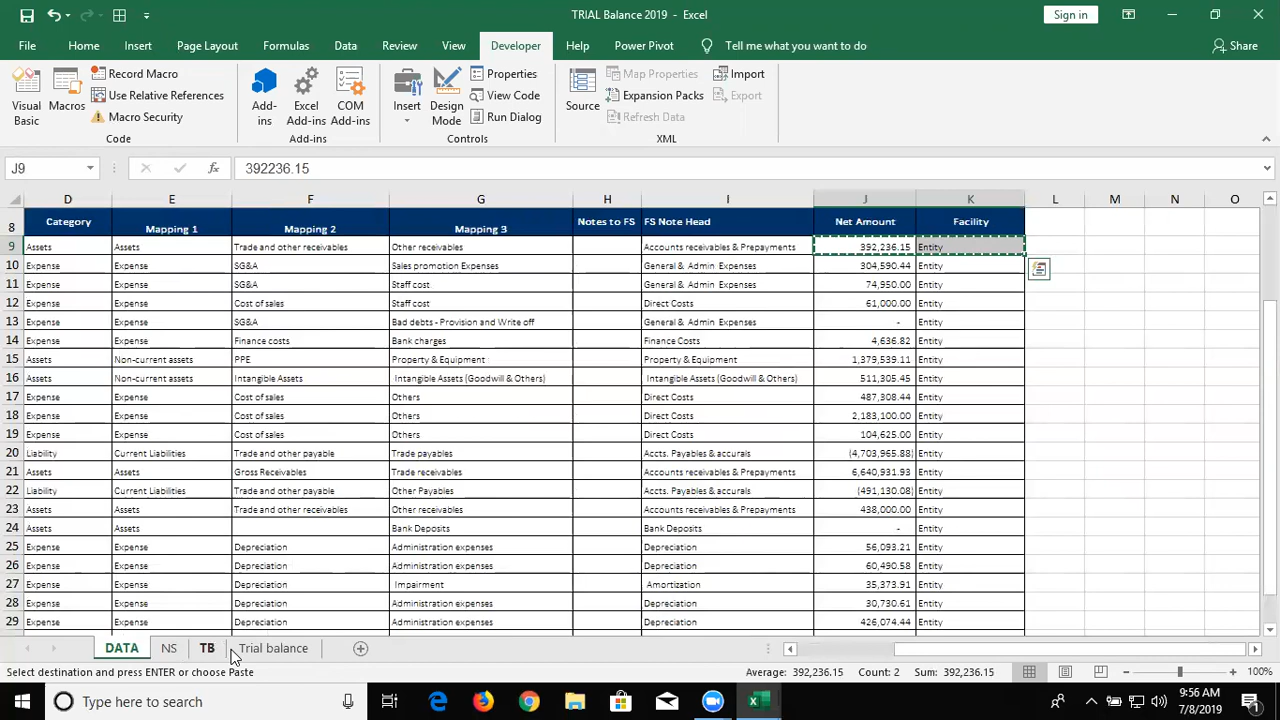 TRIAL Balance 2019 - Excel
Sign in
File Home Insert Page Layout Formulas Data Review View Developer Help Power Pivot Tell me what you want to do Share
Visual Basic
Macros
Record Macro
Use Relative References
Macro Security
Code
Add-ins
Excel Add-ins
COM Add-ins
Add-ins
Insert
Design Mode
Properties
View Code
Run Dialog
Controls
Source
Map Properties
Expansion Packs
Refresh Data
Import
Export
XML
J9 fx 392236.15
D E F G H I J K L M N O
8 Category Mapping 1 Mapping 2 Mapping 3 Notes to FS FS Note Head Net Amount Facility
9 Assets Assets Trade and other receivables Other receivables Accounts receivables & Prepayments 392,236.15 Entity
10 Expense Expense SG&A Sales promotion Expenses General & Admin Expenses 304,590.44 Entity
11 Expense Expense SG&A Staff cost General & Admin Expenses 74,950.00 Entity
12 Expense Expense Cost of sales Staff cost Direct Costs 61,000.00 Entity
13 Expense Expense SG&A Bad debts - Provision and Write off General & Admin Expenses - Entity
14 Expense Expense Finance costs Bank charges Finance Costs 4,636.82 Entity
15 Assets Non-current assets PPE Property & Equipment Property & Equipment 1,379,539.11 Entity
16 Assets Non-current assets Intangible Assets Intangible Assets (Goodwill & Others) Intangible Assets (Goodwill & Others) 511,305.45 Entity
17 Expense Expense Cost of sales Others Direct Costs 487,308.44 Entity
18 Expense Expense Cost of sales Others Direct Costs 2,183,100.00 Entity
19 Expense Expense Cost of sales Others Direct Costs 104,625.00 Entity
20 Liability Current Liabilities Trade and other payable Trade payables Accts. Payables & accurals (4,703,965.88) Entity
21 Assets Assets Gross Receivables Trade receivables Accounts receivables & Prepayments 6,640,931.93 Entity
22 Liability Current Liabilities Trade and other payable Other Payables Accts. Payables & accurals (491,130.08) Entity
23 Assets Assets Trade and other receivables Other receivables Accounts receivables & Prepayments 438,000.00 Entity
24 Assets Assets Bank Deposits Bank Deposits - Entity
25 Expense Expense Depreciation Administration expenses Depreciation 56,093.21 Entity
26 Expense Expense Depreciation Administration expenses Depreciation 60,490.58 Entity
27 Expense Expense Depreciation Impairment Amortization 35,373.91 Entity
28 Expense Expense Depreciation Administration expenses Depreciation 30,730.61 Entity
29 Expense Expense Depreciation Administration expenses Depreciation 426,074.44 Entity
DATA NS TB Trial balance
Select destination and press ENTER or choose Paste Average: 392,236.15 Count: 2 Sum: 392,236.15 100%
Type here to search
9:56 AM
7/8/2019
1